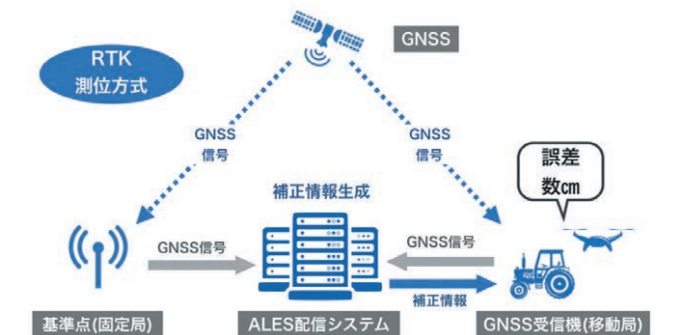 RTK
測位方式
GNSS
GNSS
信号
GNSS
信号
誤差
数㎝
補正情報生成
GNSS信号
GNSS信号
補正情報
基準点(固定局)
ALES配信システム
GNSS受信機(移動局)